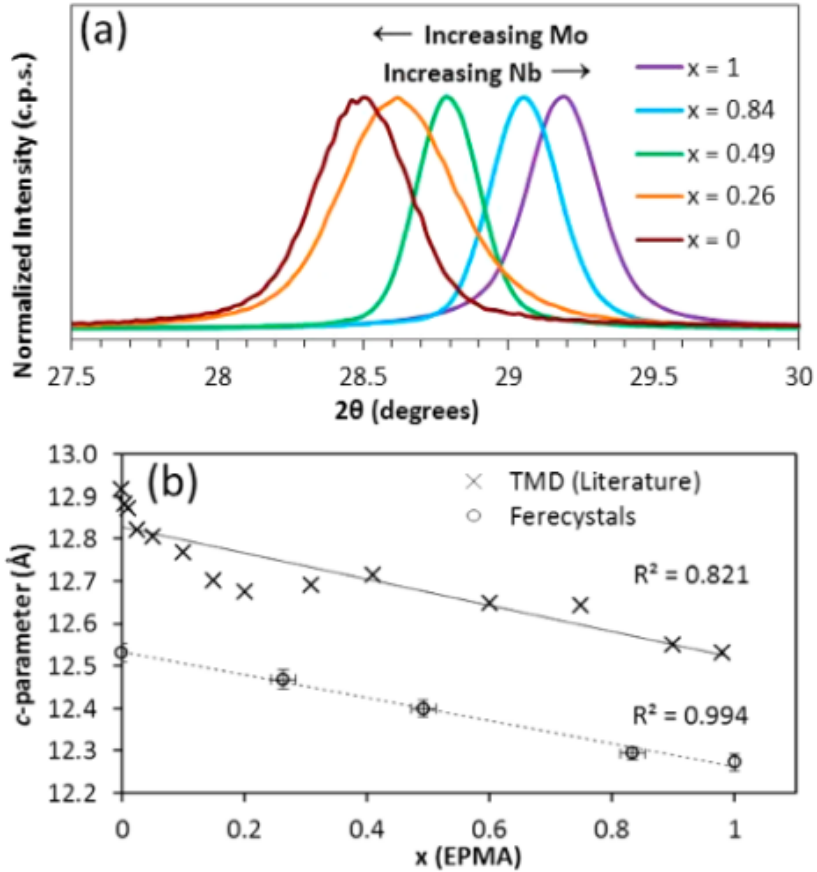 (a)
← Increasing Mo
Increasing Nb →
x = 1
x = 0.84
x = 0.49
x = 0.26
x = 0
Normalized Intensity (c.p.s.)
27.5 28 28.5 29 29.5 30
2θ (degrees)
(b)
TMD (Literature)
Ferecystals
R² = 0.821
R² = 0.994
c-parameter (Å)
13.0
12.9
12.8
12.7
12.6
12.5
12.4
12.3
12.2
0 0.2 0.4 0.6 0.8 1
x (EPMA)